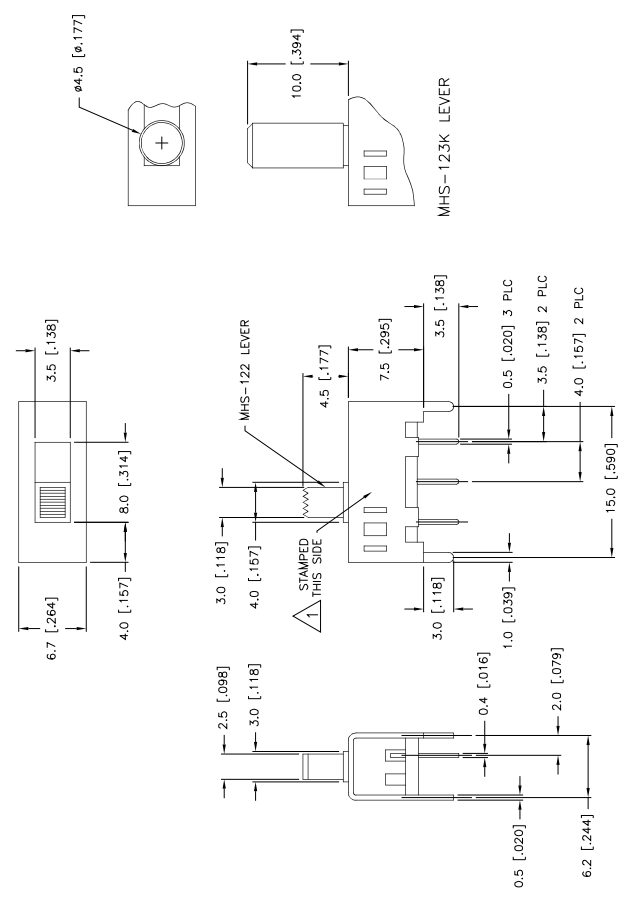 ø4.5 [ø.177]
10.0 [.394]
MHS-123K LEVER
3.5 [.138]
8.0 [.314]
4.0 [.157]
6.7 [.264]
MHS-122 LEVER
4.5 [.177]
7.5 [.295]
3.5 [.138]
0.5 [.020] 3 PLC
3.5 [.138] 2 PLC
4.0 [.157] 2 PLC
15.0 [.590]
3.0 [.118]
4.0 [.157]
STAMPED
THIS SIDE
1
3.0 [.118]
1.0 [.039]
2.5 [.098]
3.0 [.118]
0.4 [.016]
2.0 [.079]
0.5 [.020]
6.2 [.244]